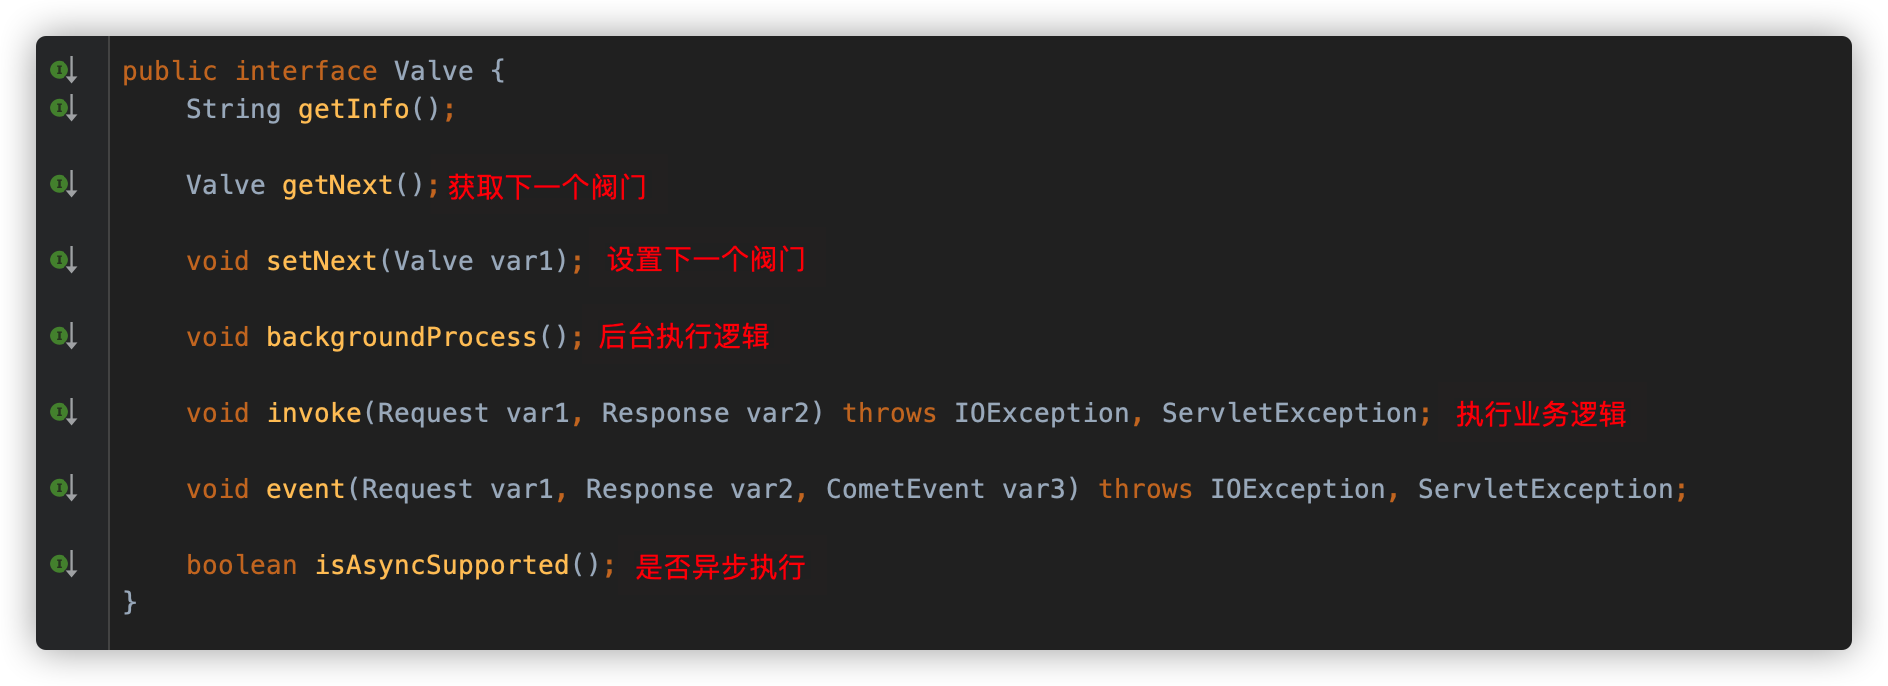 public interface Valve {
String getInfo();
Valve getNext(); 获取下一个阀门
void setNext(Valve var1); 设置下一个阀门
void backgroundProcess(); 后台执行逻辑
void invoke(Request var1, Response var2) throws IOException, ServletException; 执行业务逻辑
void event(Request var1, Response var2, CometEvent var3) throws IOException, ServletException;
boolean isAsyncSupported(); 是否异步执行
}